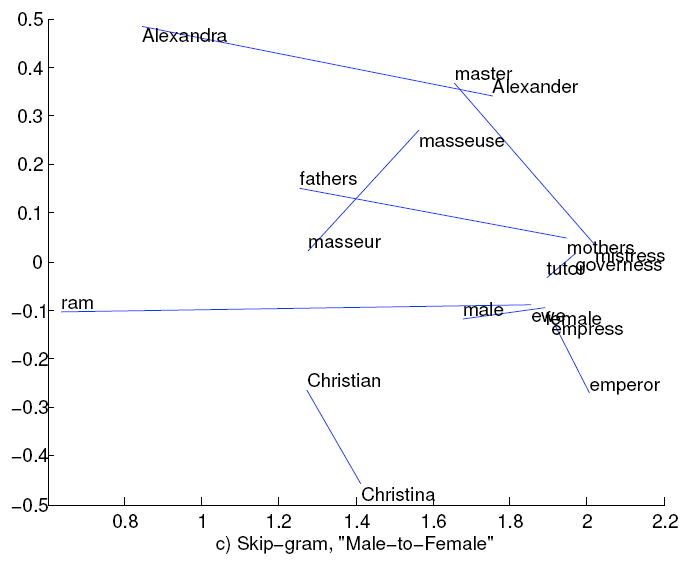 0.5
Alexandra
0.4
master
Alexander
0.3
masseuse
0.2
fathers
0.1
masseur
mothers
mistress
0
tutor
governess
−0.1
ram
male
ewe
female
empress
−0.2
Christian
emperor
−0.3
−0.4
Christina
−0.5
0.8 1 1.2 1.4 1.6 1.8 2 2.2
c) Skip−gram, "Male−to−Female"